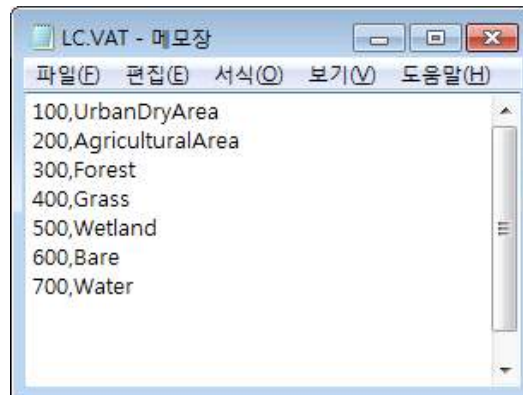 LC.VAT - 메모장
파일(F) 편집(E) 서식(O) 보기(V) 도움말(H)
100,UrbanDryArea
200,AgriculturalArea
300,Forest
400,Grass
500,Wetland
600,Bare
700,Water